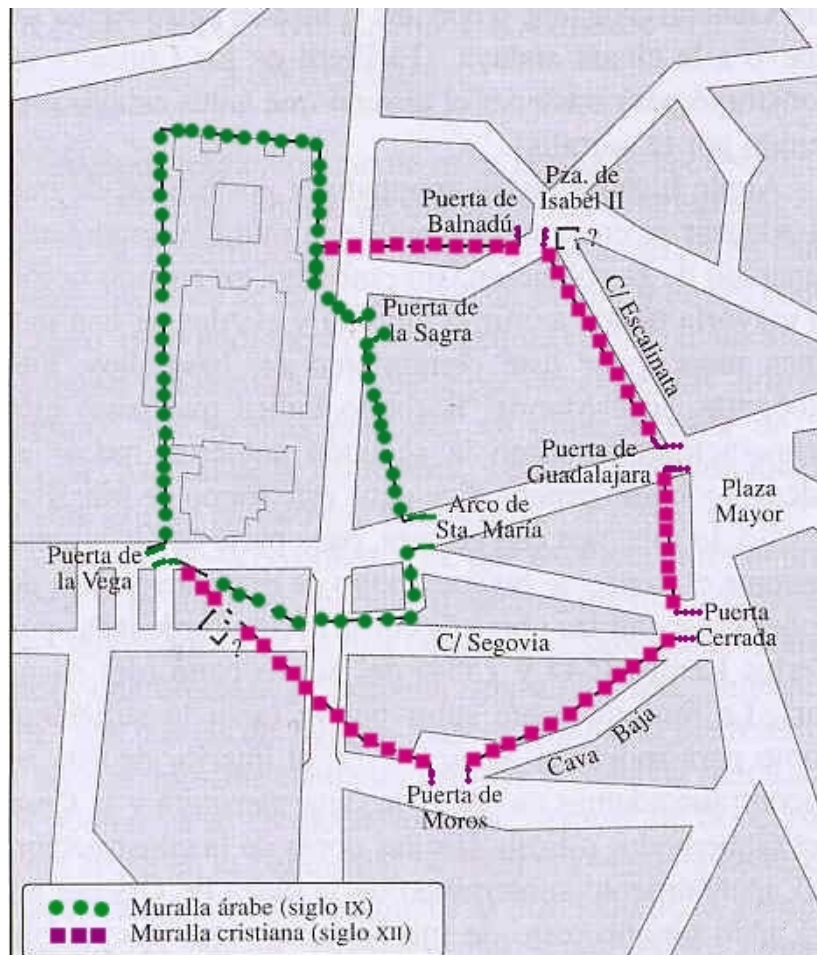 Pza. de
Isabel II
Puerta de
Balnadú
?
C/ Escalinata
Puerta de
la Sagra
Puerta de
Guadalajara
Plaza
Mayor
Arco de
Sta. María
Puerta de
la Vega
Puerta
Cerrada
C/ Segovia
?
Cava Baja
Puerta de
Moros
Muralla árabe (siglo IX)
Muralla cristiana (siglo XII)